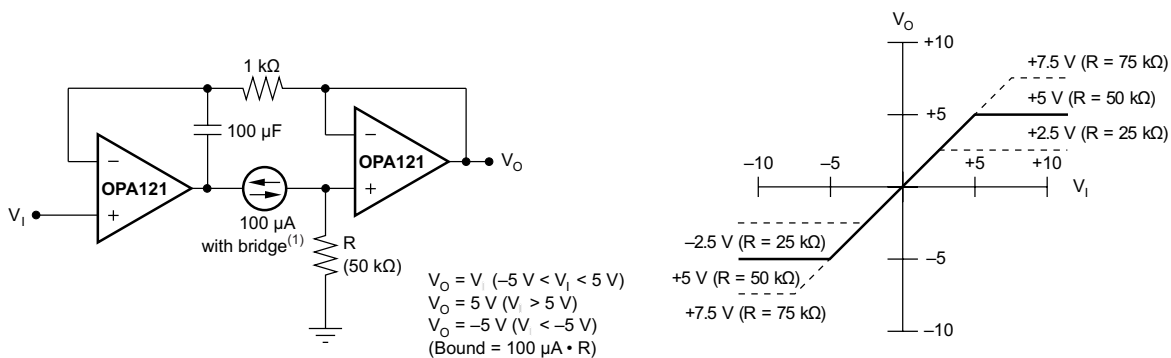 1 kΩ
100 µF
–
OPA121
+
V_I
100 µA
with bridge(1)
–
OPA121
+
V_O
R
(50 kΩ)
V_O = V_I (–5 V < V_I < 5 V)
V_O = 5 V (V_I > 5 V)
V_O = –5 V (V_I < –5 V)
(Bound = 100 µA • R)
V_O
+10
+7.5 V (R = 75 kΩ)
+5
+5 V (R = 50 kΩ)
+2.5 V (R = 25 kΩ)
–10
–5
+5
+10
V_I
–2.5 V (R = 25 kΩ)
–5
+5 V (R = 50 kΩ)
+7.5 V (R = 75 kΩ)
–10